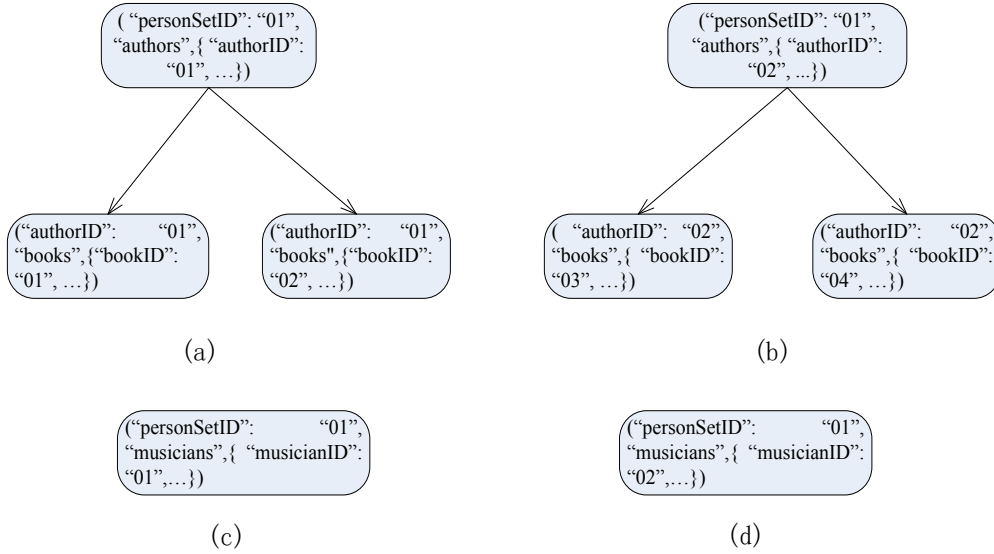 ( “personSetID”: “01”,
“authors”,{ “authorID”:
“01”, …})
( “personSetID”: “01”,
“authors”,{ “authorID”:
“02”, ...})
(“authorID”: “01”,
“books”,{“bookID”:
“01”, …})
(“authorID”: “01”,
“books",{“bookID”:
“02”, …})
( “authorID”: “02”,
“books”,{ “bookID”:
“03”, …})
(“authorID”: “02”,
“books”,{ “bookID”:
“04”, …})
(a)
(b)
(“personSetID”: “01”,
“musicians”,{ “musicianID”:
“01”,…})
(“personSetID”: “01”,
“musicians”,{ “musicianID”:
“02”,…})
(c)
(d)